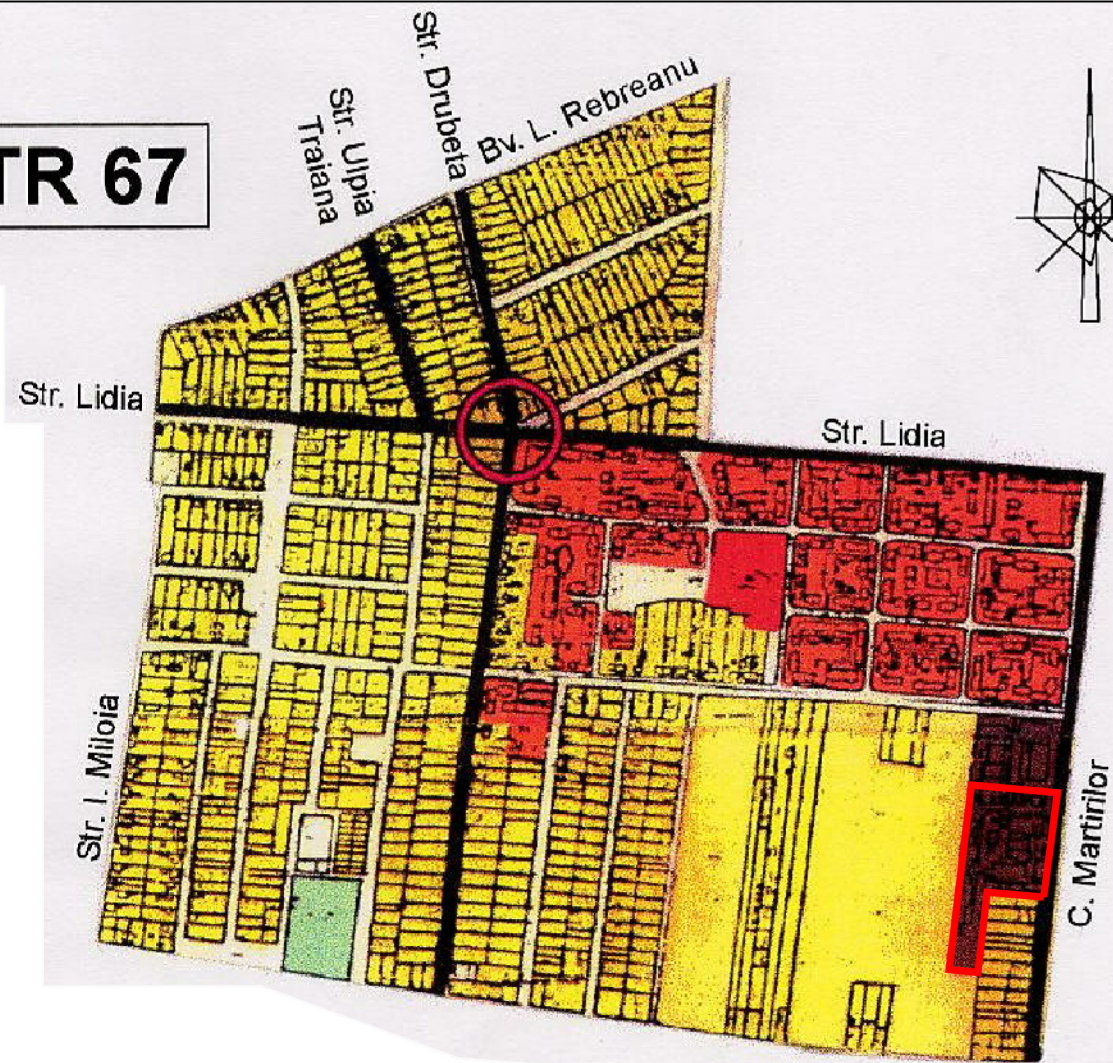 TR 67
Str. Drubeta
Bv. L. Rebreanu
Str. Ulpia
Traiana
Str. Lidia
Str. Lidia
Str. I. Miloia
C. Martirilor